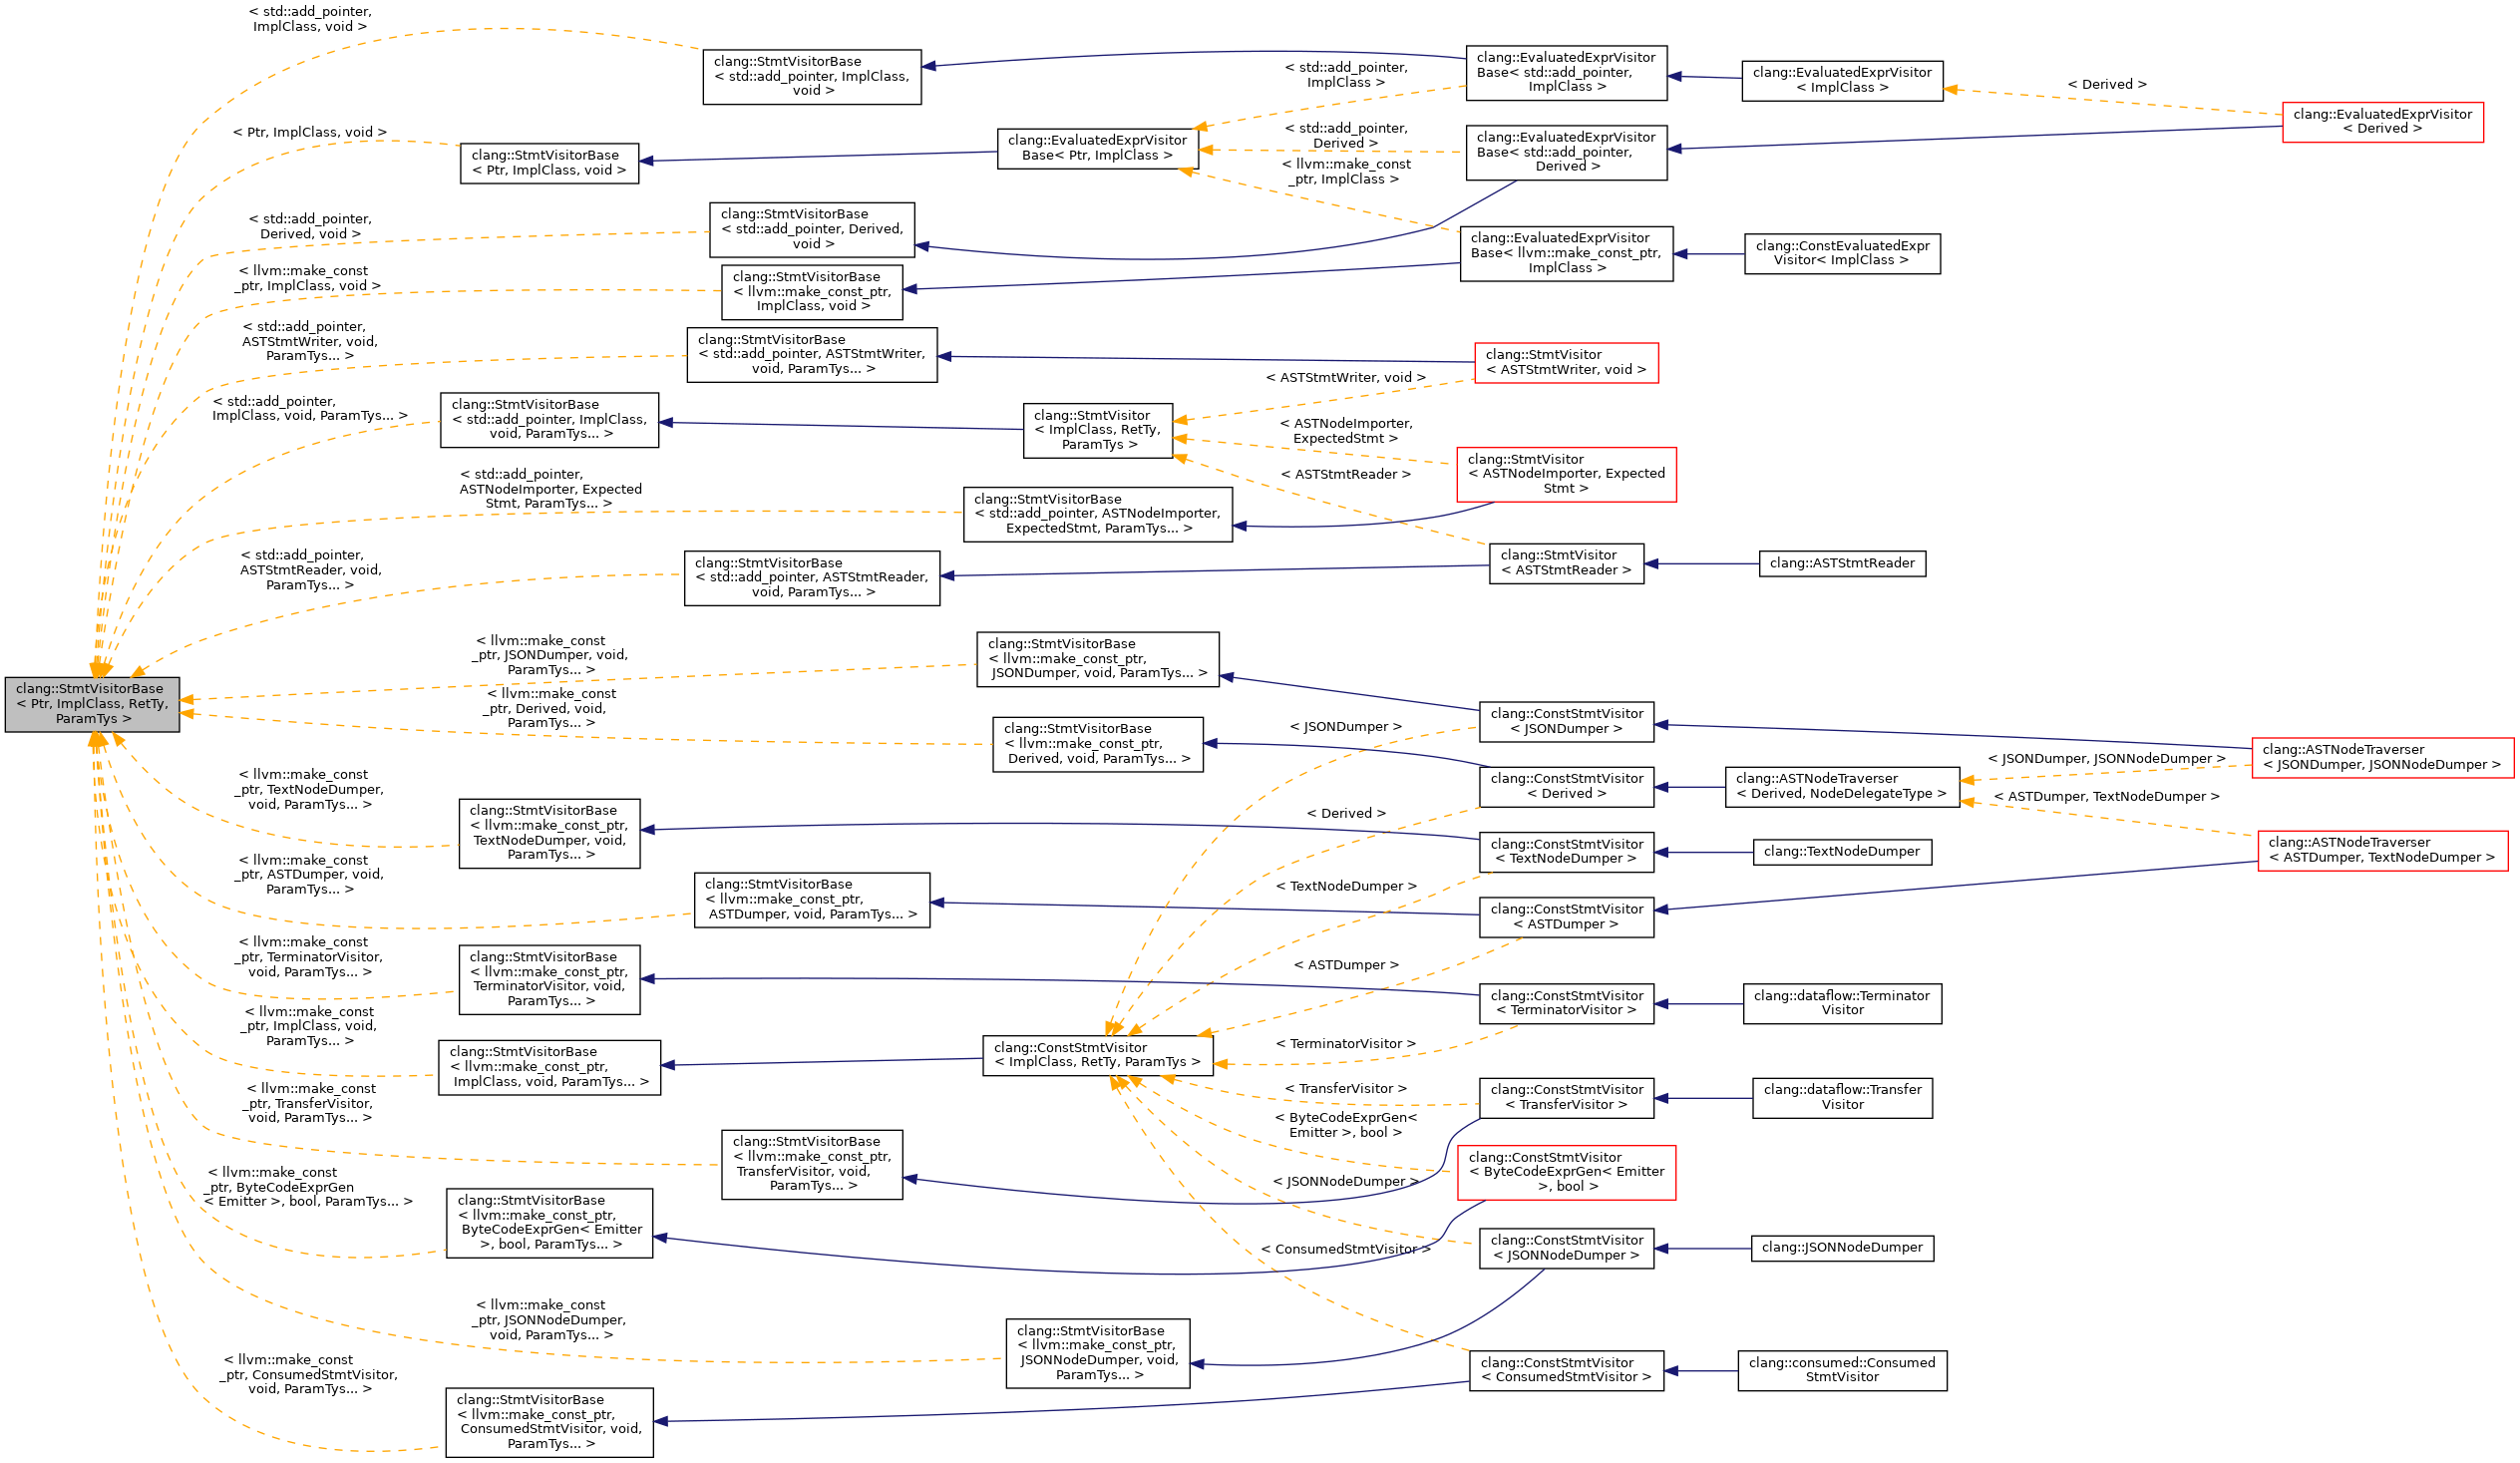 < std::add_pointer,
ImplClass, void >
clang::StmtVisitorBase
< std::add_pointer, ImplClass,
void >
< std::add_pointer,
ImplClass >
clang::EvaluatedExprVisitor
Base< std::add_pointer,
ImplClass >
clang::EvaluatedExprVisitor
< ImplClass >
< Derived >
clang::EvaluatedExprVisitor
< Derived >
< Ptr, ImplClass, void >
clang::StmtVisitorBase
< Ptr, ImplClass, void >
clang::EvaluatedExprVisitor
Base< Ptr, ImplClass >
< std::add_pointer,
Derived >
clang::EvaluatedExprVisitor
Base< std::add_pointer,
Derived >
< llvm::make_const
_ptr, ImplClass >
< std::add_pointer,
Derived, void >
clang::StmtVisitorBase
< std::add_pointer, Derived,
void >
clang::EvaluatedExprVisitor
Base< llvm::make_const_ptr,
ImplClass >
clang::ConstEvaluatedExpr
Visitor< ImplClass >
< llvm::make_const
_ptr, ImplClass, void >
clang::StmtVisitorBase
< llvm::make_const_ptr,
ImplClass, void >
< std::add_pointer,
ASTStmtWriter, void,
ParamTys... >
clang::StmtVisitorBase
< std::add_pointer, ASTStmtWriter,
void, ParamTys... >
clang::StmtVisitor
< ASTStmtWriter, void >
< ASTStmtWriter, void >
< std::add_pointer,
ImplClass, void, ParamTys... >
clang::StmtVisitorBase
< std::add_pointer, ImplClass,
void, ParamTys... >
clang::StmtVisitor
< ImplClass, RetTy,
ParamTys >
< ASTNodeImporter,
ExpectedStmt >
clang::StmtVisitor
< ASTNodeImporter, Expected
Stmt >
< ASTStmtReader >
< std::add_pointer,
ASTNodeImporter, Expected
Stmt, ParamTys... >
clang::StmtVisitorBase
< std::add_pointer, ASTNodeImporter,
ExpectedStmt, ParamTys... >
< std::add_pointer,
ASTStmtReader, void,
ParamTys... >
clang::StmtVisitorBase
< std::add_pointer, ASTStmtReader,
void, ParamTys... >
clang::StmtVisitor
< ASTStmtReader >
clang::ASTStmtReader
< llvm::make_const
_ptr, JSONDumper, void,
ParamTys... >
clang::StmtVisitorBase
< llvm::make_const_ptr,
JSONDumper, void, ParamTys... >
clang::StmtVisitorBase
< Ptr, ImplClass, RetTy,
ParamTys >
< llvm::make_const
_ptr, Derived, void,
ParamTys... >
clang::StmtVisitorBase
< llvm::make_const_ptr,
Derived, void, ParamTys... >
< JSONDumper >
clang::ConstStmtVisitor
< JSONDumper >
< JSONDumper, JSONNodeDumper >
clang::ASTNodeTraverser
< JSONDumper, JSONNodeDumper >
< Derived >
clang::ConstStmtVisitor
< Derived >
clang::ASTNodeTraverser
< Derived, NodeDelegateType >
< ASTDumper, TextNodeDumper >
clang::ASTNodeTraverser
< ASTDumper, TextNodeDumper >
< llvm::make_const
_ptr, TextNodeDumper,
void, ParamTys... >
clang::StmtVisitorBase
< llvm::make_const_ptr,
TextNodeDumper, void,
ParamTys... >
clang::ConstStmtVisitor
< TextNodeDumper >
clang::TextNodeDumper
< TextNodeDumper >
< llvm::make_const
_ptr, ASTDumper, void,
ParamTys... >
clang::StmtVisitorBase
< llvm::make_const_ptr,
ASTDumper, void, ParamTys... >
clang::ConstStmtVisitor
< ASTDumper >
< ASTDumper >
< llvm::make_const
_ptr, TerminatorVisitor,
void, ParamTys... >
clang::StmtVisitorBase
< llvm::make_const_ptr,
TerminatorVisitor, void,
ParamTys... >
clang::ConstStmtVisitor
< TerminatorVisitor >
clang::dataflow::Terminator
Visitor
< TerminatorVisitor >
< llvm::make_const
_ptr, ImplClass, void,
ParamTys... >
clang::StmtVisitorBase
< llvm::make_const_ptr,
ImplClass, void, ParamTys... >
clang::ConstStmtVisitor
< ImplClass, RetTy, ParamTys >
< TransferVisitor >
clang::ConstStmtVisitor
< TransferVisitor >
clang::dataflow::Transfer
Visitor
< llvm::make_const
_ptr, TransferVisitor,
void, ParamTys... >
clang::StmtVisitorBase
< llvm::make_const_ptr,
TransferVisitor, void,
ParamTys... >
< ByteCodeExprGen<
Emitter >, bool >
clang::ConstStmtVisitor
< ByteCodeExprGen< Emitter
>, bool >
< JSONNodeDumper >
< llvm::make_const
_ptr, ByteCodeExprGen
< Emitter >, bool, ParamTys... >
clang::StmtVisitorBase
< llvm::make_const_ptr,
ByteCodeExprGen< Emitter
>, bool, ParamTys... >
< ConsumedStmtVisitor >
clang::ConstStmtVisitor
< JSONNodeDumper >
clang::JSONNodeDumper
< llvm::make_const
_ptr, JSONNodeDumper,
void, ParamTys... >
clang::StmtVisitorBase
< llvm::make_const_ptr,
JSONNodeDumper, void,
ParamTys... >
clang::ConstStmtVisitor
< ConsumedStmtVisitor >
clang::consumed::Consumed
StmtVisitor
< llvm::make_const
_ptr, ConsumedStmtVisitor,
void, ParamTys... >
clang::StmtVisitorBase
< llvm::make_const_ptr,
ConsumedStmtVisitor, void,
ParamTys... >